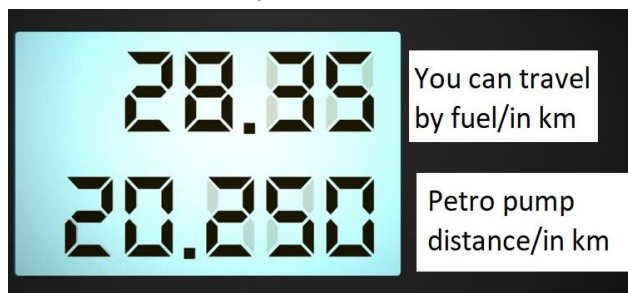 28.35
You can travel
by fuel/in km
20.250
Petro pump
distance/in km